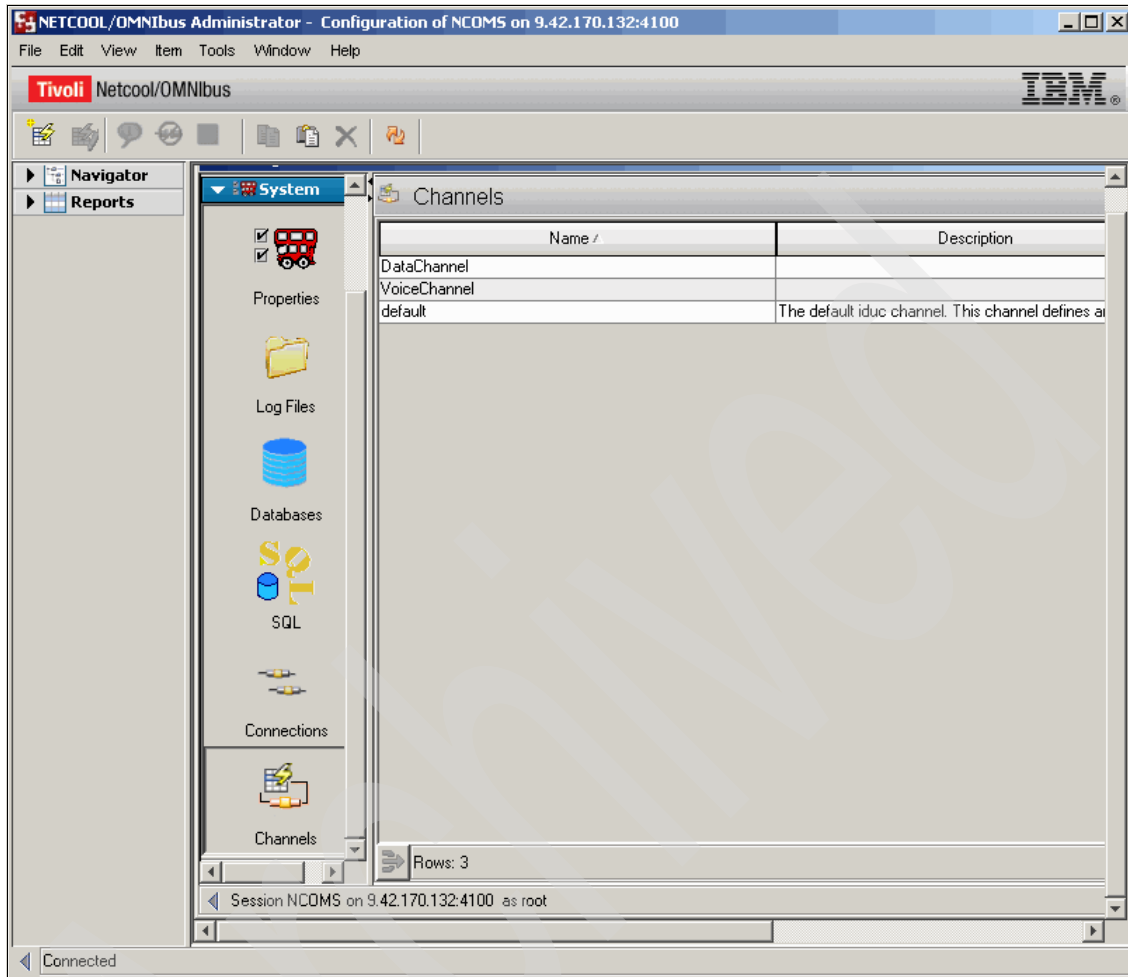 NETCOOL/OMNIbus Administrator - Configuration of NCOMS on 9.42.170.132:4100
File Edit View Item Tools Window Help
Tivoli Netcool/OMNIbus
IBM®
Navigator
Reports
System
Properties
Log Files
Databases
SQL
Connections
Channels
Channels
Name Description
DataChannel
VoiceChannel
default The default iduc channel. This channel defines
Rows: 3
Session NCOMS on 9.42.170.132:4100 as root
Connected